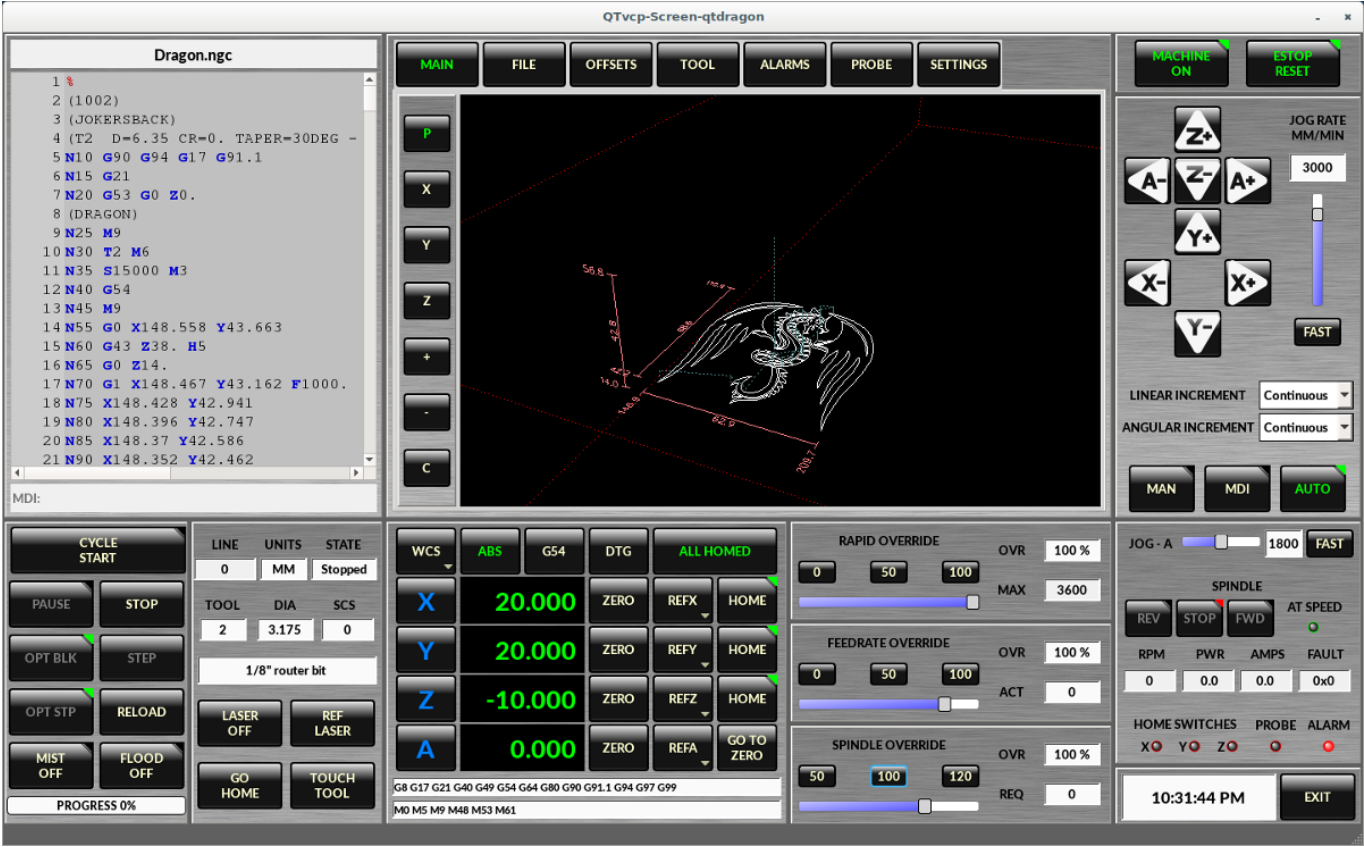 QTvcp-Screen-qtdragon
Dragon.ngc
1 %
2 (1002)
3 (JOKERSBACK)
4 (T2 D=6.35 CR=0. TAPER=30DEG -
5 N10 G90 G94 G17 G91.1
6 N15 G21
7 N20 G53 G0 Z0.
8 (DRAGON)
9 N25 M9
10 N30 T2 M6
11 N35 S15000 M3
12 N40 G54
13 N45 M9
14 N55 G0 X148.558 Y43.663
15 N60 G43 Z38. H5
16 N65 G0 Z14.
17 N70 G1 X148.467 Y43.162 F1000.
18 N75 X148.428 Y42.941
19 N80 X148.396 Y42.747
20 N85 X148.37 Y42.586
21 N90 X148.352 Y42.462
MDI:
MAIN FILE OFFSETS TOOL ALARMS PROBE SETTINGS
P
X
Y
Z
+
-
C
56.8
42.8
14.0
146.9
62.9
209.7
MACHINE
ON
ESTOP
RESET
Z+
A- Z- A+
Y+
X- X+
Y-
JOG RATE
MM/MIN
3000
FAST
LINEAR INCREMENT Continuous
ANGULAR INCREMENT Continuous
MAN MDI AUTO
CYCLE
START
PAUSE STOP
OPT BLK STEP
OPT STP RELOAD
MIST
OFF
FLOOD
OFF
PROGRESS 0%
LINE UNITS STATE
0 MM Stopped
TOOL DIA SCS
2 3.175 0
1/8" router bit
LASER
OFF
REF
LASER
GO
HOME
TOUCH
TOOL
WCS ABS G54 DTG ALL HOMED
X 20.000 ZERO REFX HOME
Y 20.000 ZERO REFY HOME
Z -10.000 ZERO REFZ HOME
A 0.000 ZERO REFA GO TO
ZERO
G8 G17 G21 G40 G49 G54 G64 G80 G90 G91.1 G94 G97 G99
M0 M5 M9 M48 M53 M61
RAPID OVERRIDE OVR 100 %
0 50 100
MAX 3600
FEEDRATE OVERRIDE OVR 100 %
0 50 100
ACT 0
SPINDLE OVERRIDE OVR 100 %
50 100 120
REQ 0
JOG - A 1800 FAST
SPINDLE
REV STOP FWD AT SPEED
RPM PWR AMPS FAULT
0 0.0 0.0 0x0
HOME SWITCHES PROBE ALARM
X Y Z
10:31:44 PM EXIT